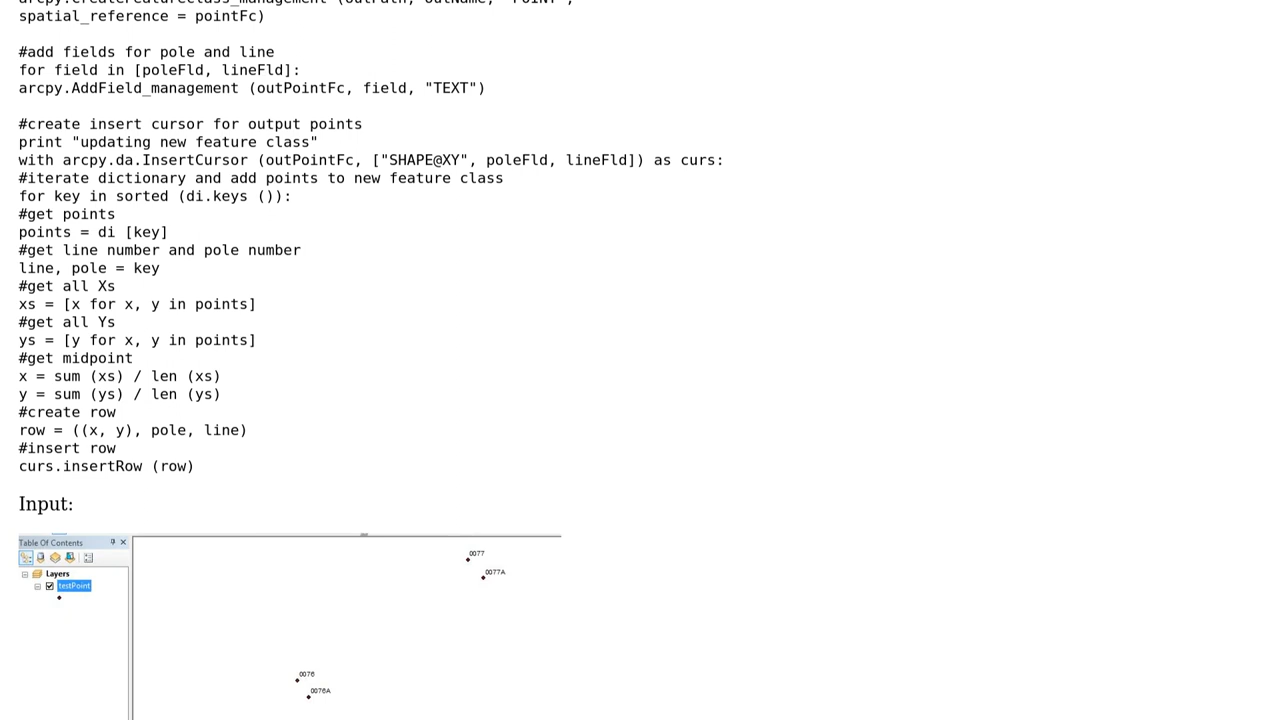 arcpy.CreateFeatureclass_management (outPath, outName, "POINT",
spatial_reference = pointFc)
#add fields for pole and line
for field in [poleFld, lineFld]:
arcpy.AddField_management (outPointFc, field, "TEXT")
#create insert cursor for output points
print "updating new feature class"
with arcpy.da.InsertCursor (outPointFc, ["SHAPE@XY", poleFld, lineFld]) as curs:
#iterate dictionary and add points to new feature class
for key in sorted (di.keys ()):
#get points
points = di [key]
#get line number and pole number
line, pole = key
#get all Xs
xs = [x for x, y in points]
#get all Ys
ys = [y for x, y in points]
#get midpoint
x = sum (xs) / len (xs)
y = sum (ys) / len (ys)
#create row
row = ((x, y), pole, line)
#insert row
curs.insertRow (row)
Input:
Table Of Contents
Layers
testPoint
0077
0077A
0076
0076A